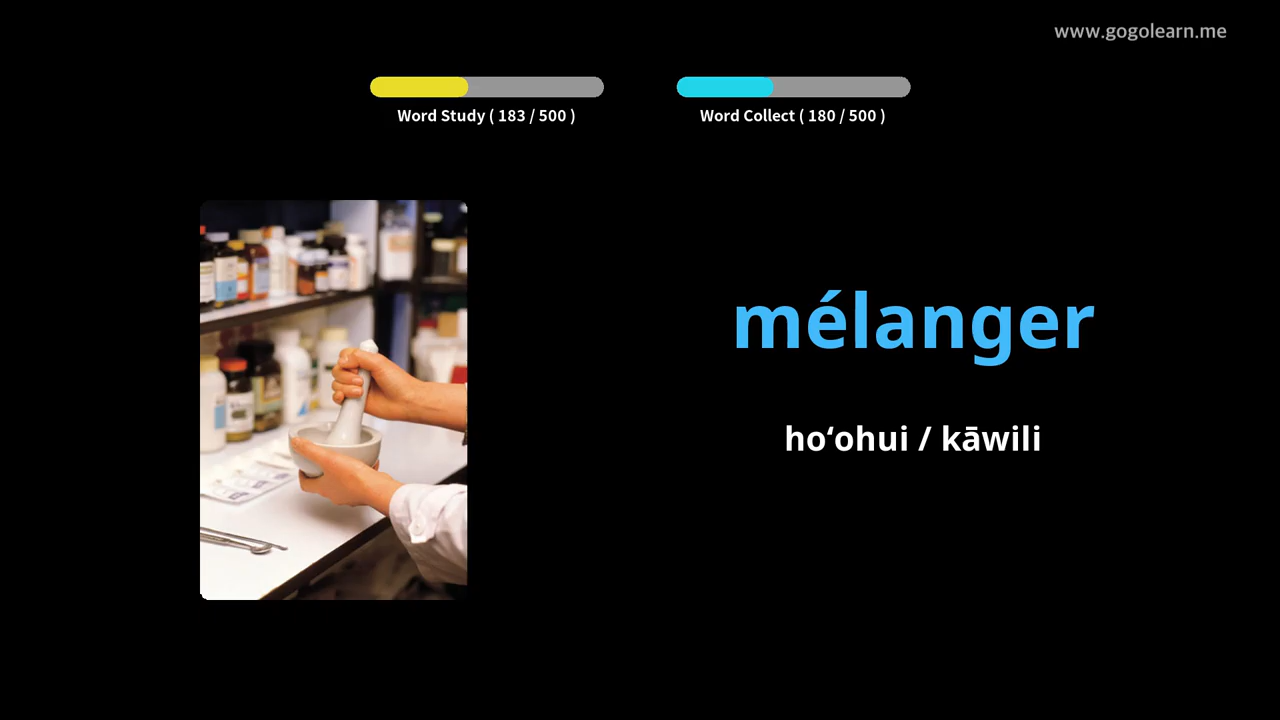 www.gogolearn.me
Word Study ( 183 / 500 )
Word Collect ( 180 / 500 )
mélanger
hoʻohui / kāwili